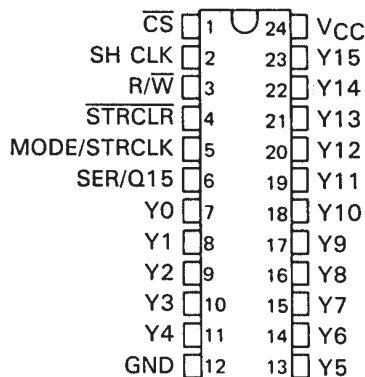 C̅S̅ 1 24 VCC
SH CLK 2 23 Y15
R/W̅ 3 22 Y14
S̅T̅R̅C̅L̅R̅ 4 21 Y13
MODE/STRCLK 5 20 Y12
SER/Q15 6 19 Y11
Y0 7 18 Y10
Y1 8 17 Y9
Y2 9 16 Y8
Y3 10 15 Y7
Y4 11 14 Y6
GND 12 13 Y5